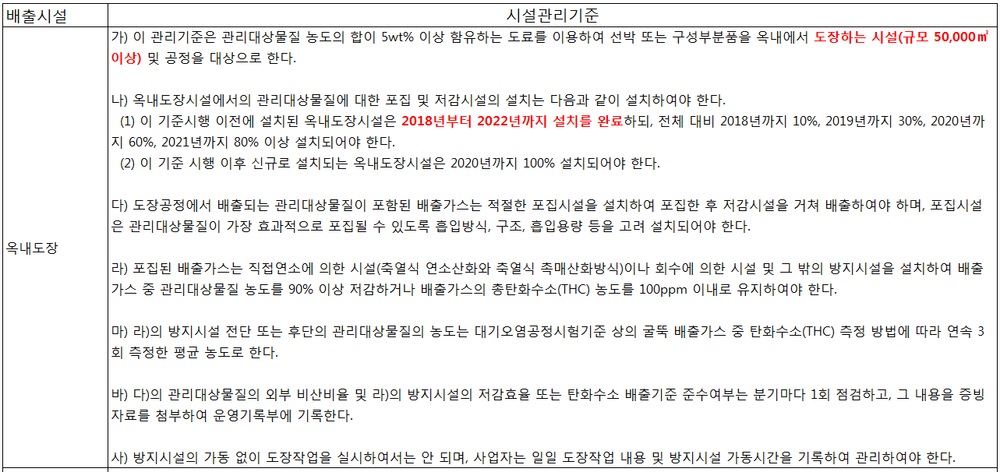 배출시설
시설관리기준
옥내도장
가) 이 관리기준은 관리대상물질 농도의 합이 5wt% 이상 함유하는 도료를 이용하여 선박 또는 구성부분품을 옥내에서 도장하는 시설(규모 50,000㎥
이상) 및 공정을 대상으로 한다.
나) 옥내도장시설에서의 관리대상물질에 대한 포집 및 저감시설의 설치는 다음과 같이 설치하여야 한다.
(1) 이 기준시행 이전에 설치된 옥내도장시설은 2018년부터 2022년까지 설치를 완료하되, 전체 대비 2018년까지 10%, 2019년까지 30%, 2020년까
지 60%, 2021년까지 80% 이상 설치되어야 한다.
(2) 이 기준 시행 이후 신규로 설치되는 옥내도장시설은 2020년까지 100% 설치되어야 한다.
다) 도장공정에서 배출되는 관리대상물질이 포함된 배출가스는 적절한 포집시설을 설치하여 포집한 후 저감시설을 거쳐 배출하여야 하며, 포집시설
은 관리대상물질이 가장 효과적으로 포집될 수 있도록 흡입방식, 구조, 흡입용량 등을 고려 설치되어야 한다.
라) 포집된 배출가스는 직접연소에 의한 시설(축열식 연소산화와 축열식 촉매산화방식)이나 회수에 의한 시설 및 그 밖의 방지시설을 설치하여 배출
가스 중 관리대상물질 농도를 90% 이상 저감하거나 배출가스의 총탄화수소(THC) 농도를 100ppm 이내로 유지하여야 한다.
마) 라)의 방지시설 전단 또는 후단의 관리대상물질의 농도는 대기오염공정시험기준 상의 굴뚝 배출가스 중 탄화수소(THC) 측정 방법에 따라 연속 3
회 측정한 평균 농도로 한다.
바) 다)의 관리대상물질의 외부 비산비율 및 라)의 방지시설의 저감효율 또는 탄화수소 배출기준 준수여부는 분기마다 1회 점검하고, 그 내용을 증빙
자료를 첨부하여 운영기록부에 기록한다.
사) 방지시설의 가동 없이 도장작업을 실시하여서는 안 되며, 사업자는 일일 도장작업 내용 및 방지시설 가동시간을 기록하여 관리하여야 한다.